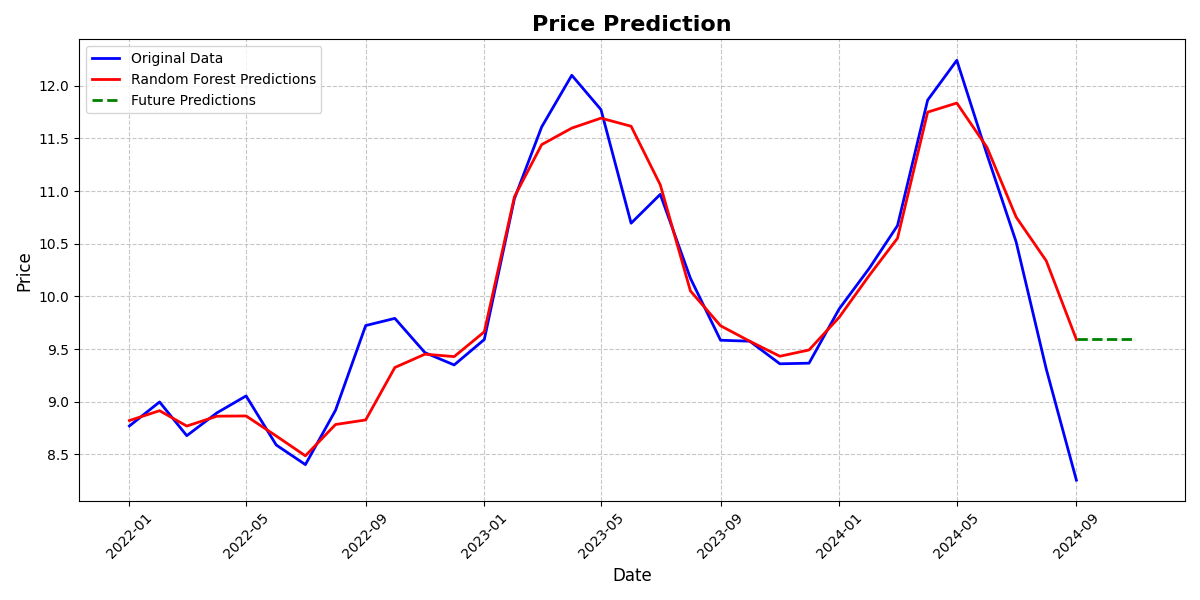 Price Prediction
Original Data
Random Forest Predictions
Future Predictions
Price
12.0
11.5
11.0
10.5
10.0
9.5
9.0
8.5
2022-01
2022-05
2022-09
2023-01
2023-05
2023-09
2024-01
2024-05
2024-09
Date